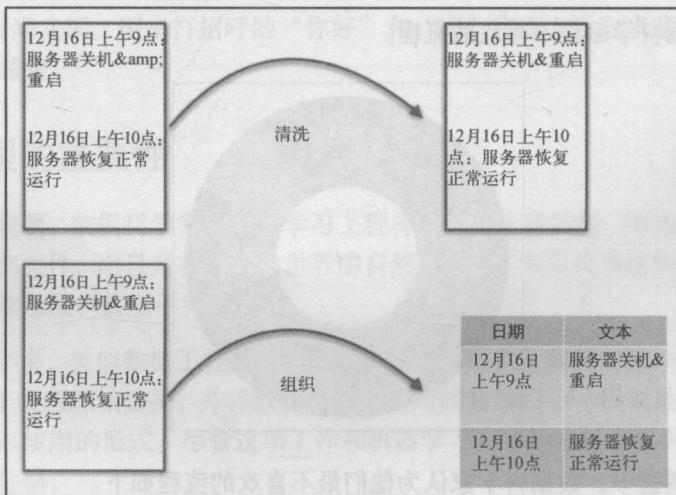 12月16日上午9点：
服务器关机&amp;
重启
12月16日上午10点：
服务器恢复正常
运行
清洗
12月16日上午9点：
服务器关机&重启
12月16日上午10
点：服务器恢复
正常运行
12月16日上午9点：
服务器关机&重启
12月16日上午10点：
服务器恢复正常
运行
组织
日期 文本
12月16日 服务器关机&
上午9点 重启
12月16日 服务器恢复
上午10点 正常运行